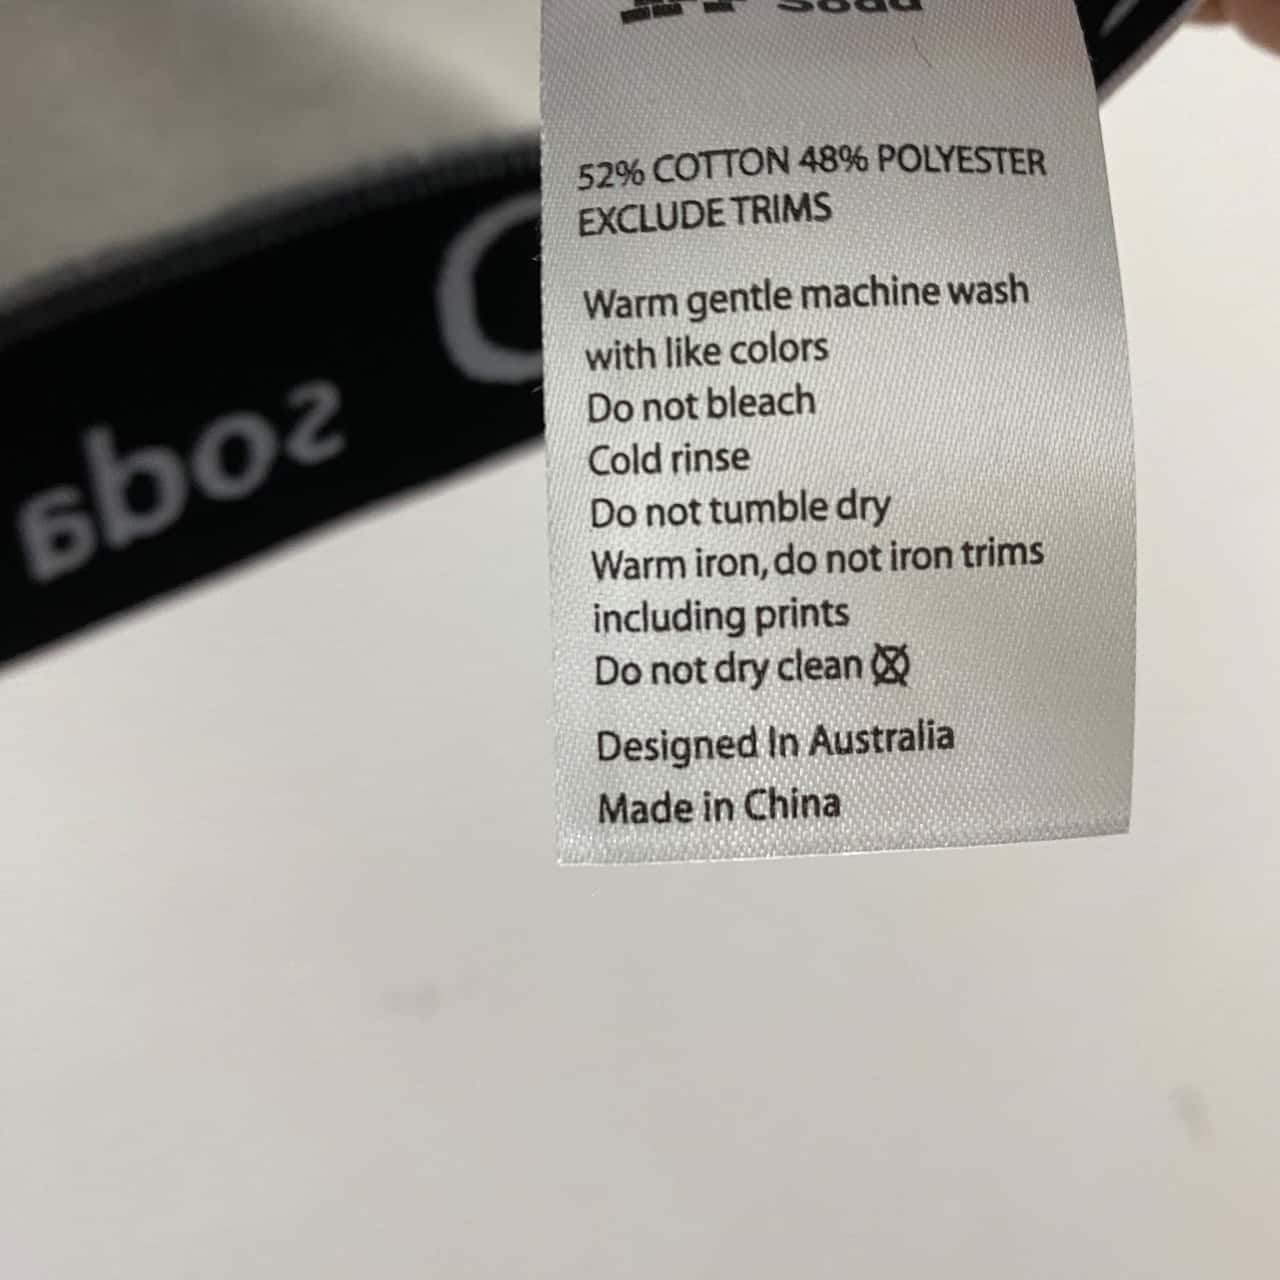 Soda
52% COTTON 48% POLYESTER
EXCLUDE TRIMS
Warm gentle machine wash
with like colors
Do not bleach
Cold rinse
Do not tumble dry
Warm iron, do not iron trims
including prints
Do not dry clean
Designed In Australia
Made in China
soda